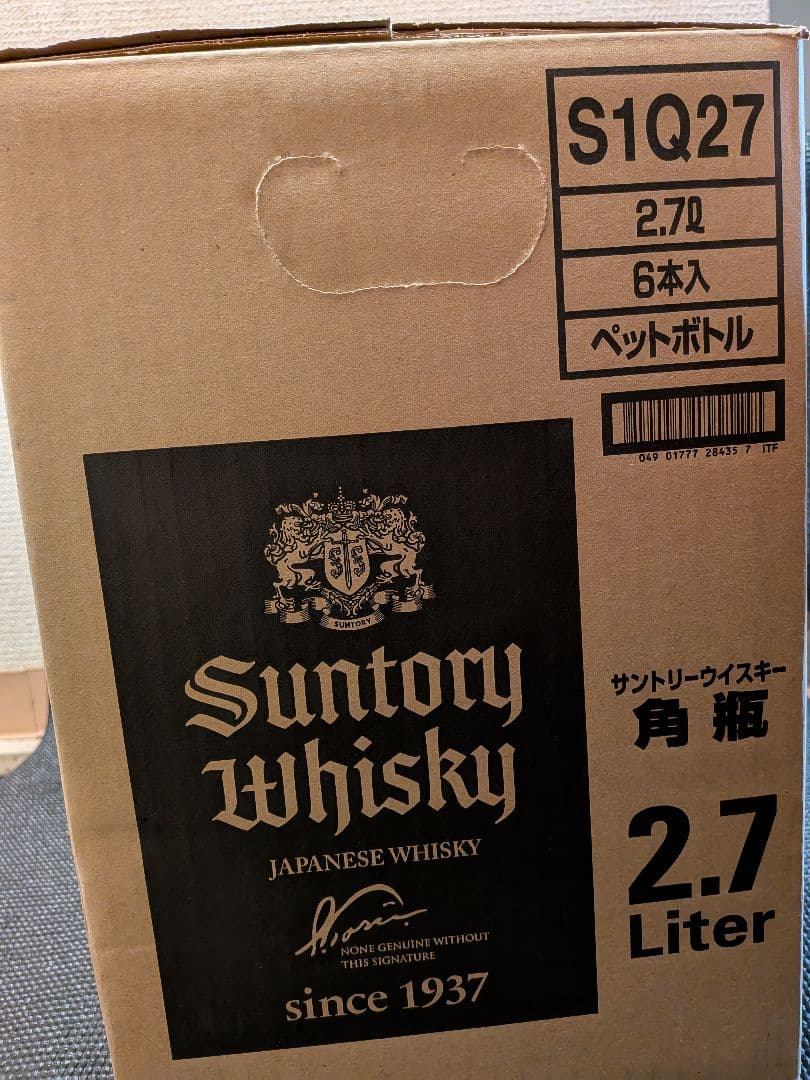 S1Q27
2.7ℓ
6本入
ペットボトル
049 01777 28435 7 ITF
SUNTORY
Suntory
Whisky
JAPANESE WHISKY
NONE GENUINE WITHOUT
THIS SIGNATURE
since 1937
サントリーウイスキー
角瓶
2.7
Liter